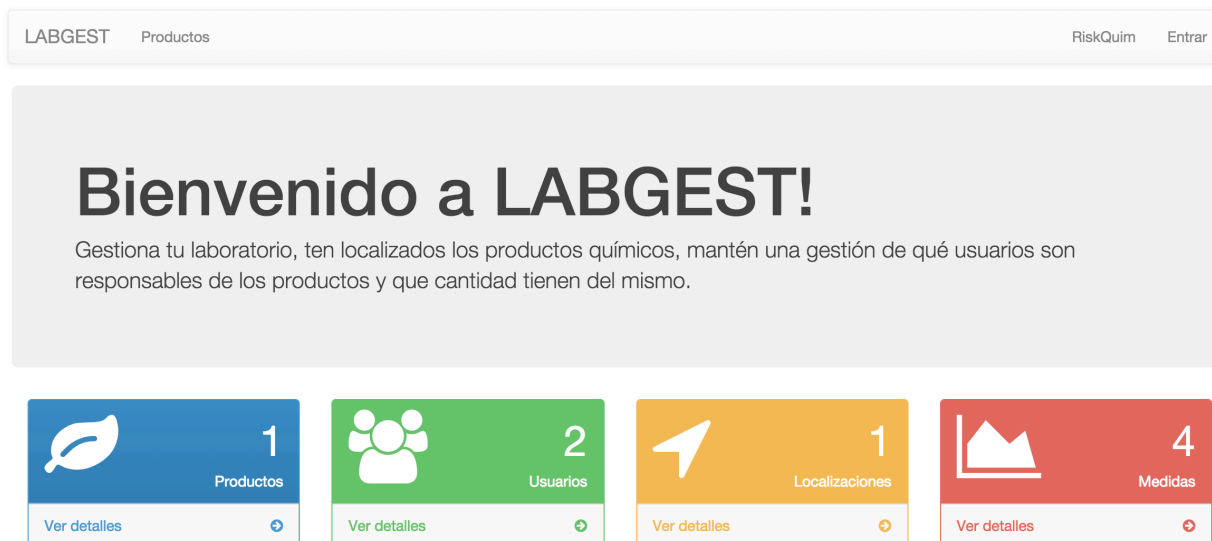 LABGEST Productos RiskQuim Entrar
Bienvenido a LABGEST!
Gestiona tu laboratorio, ten localizados los productos químicos, mantén una gestión de qué usuarios son
responsables de los productos y que cantidad tienen del mismo.
1
Productos
Ver detalles
2
Usuarios
Ver detalles
1
Localizaciones
Ver detalles
4
Medidas
Ver detalles